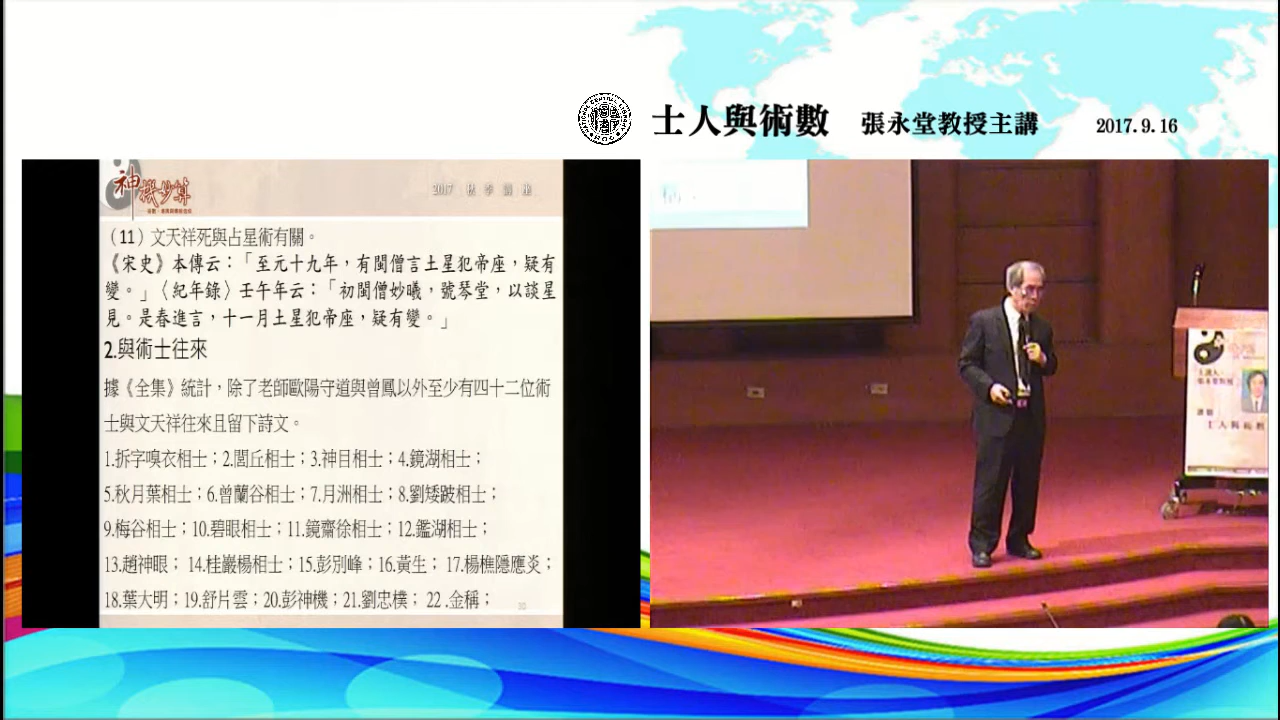 士人與術數 張永堂教授主講 2017.9.16
神機妙算
2017 秋季講座
（11）文天祥死與占星術有關。
《宋史》本傳云：「至元十九年，有閩僧言土星犯帝座，疑有
變。」〈紀年錄〉壬午年云：「初閩僧妙曦，號琴堂，以談星
見。是春進言，十一月土星犯帝座，疑有變。」
2.與術士往來
據《全集》統計，除了老師歐陽守道與曾鳳以外至少有四十二位術
士與文天祥往來且留下詩文。
1.拆字嗅衣相士；2.閭丘相士；3.神目相士；4.鏡湖相士；
5.秋月葉相士；6.曾蘭谷相士；7.月洲相士；8.劉矮跛相士；
9.梅谷相士；10.碧眼相士；11.鏡齋徐相士；12.鑑湖相士；
13.趙神眼； 14.桂巖楊相士；15.彭別峰；16.黃生； 17.楊樵隱應炎；
18.葉大明；19.舒片雲；20.彭神機；21.劉忠樸； 22 .金稱；
士人與術數